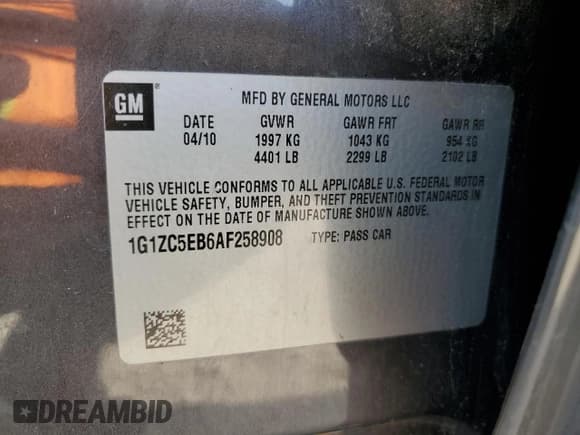 GM
MFD BY GENERAL MOTORS LLC
DATE GVWR GAWR FRT GAWR RR
04/10 1997 KG 1043 KG 954 KG
4401 LB 2299 LB 2102 LB
THIS VEHICLE CONFORMS TO ALL APPLICABLE U.S. FEDERAL MOTOR
VEHICLE SAFETY, BUMPER, AND THEFT PREVENTION STANDARDS IN
EFFECT ON THE DATE OF MANUFACTURE SHOWN ABOVE.
1G1ZC5EB6AF258908 TYPE: PASS CAR
DREAMBID